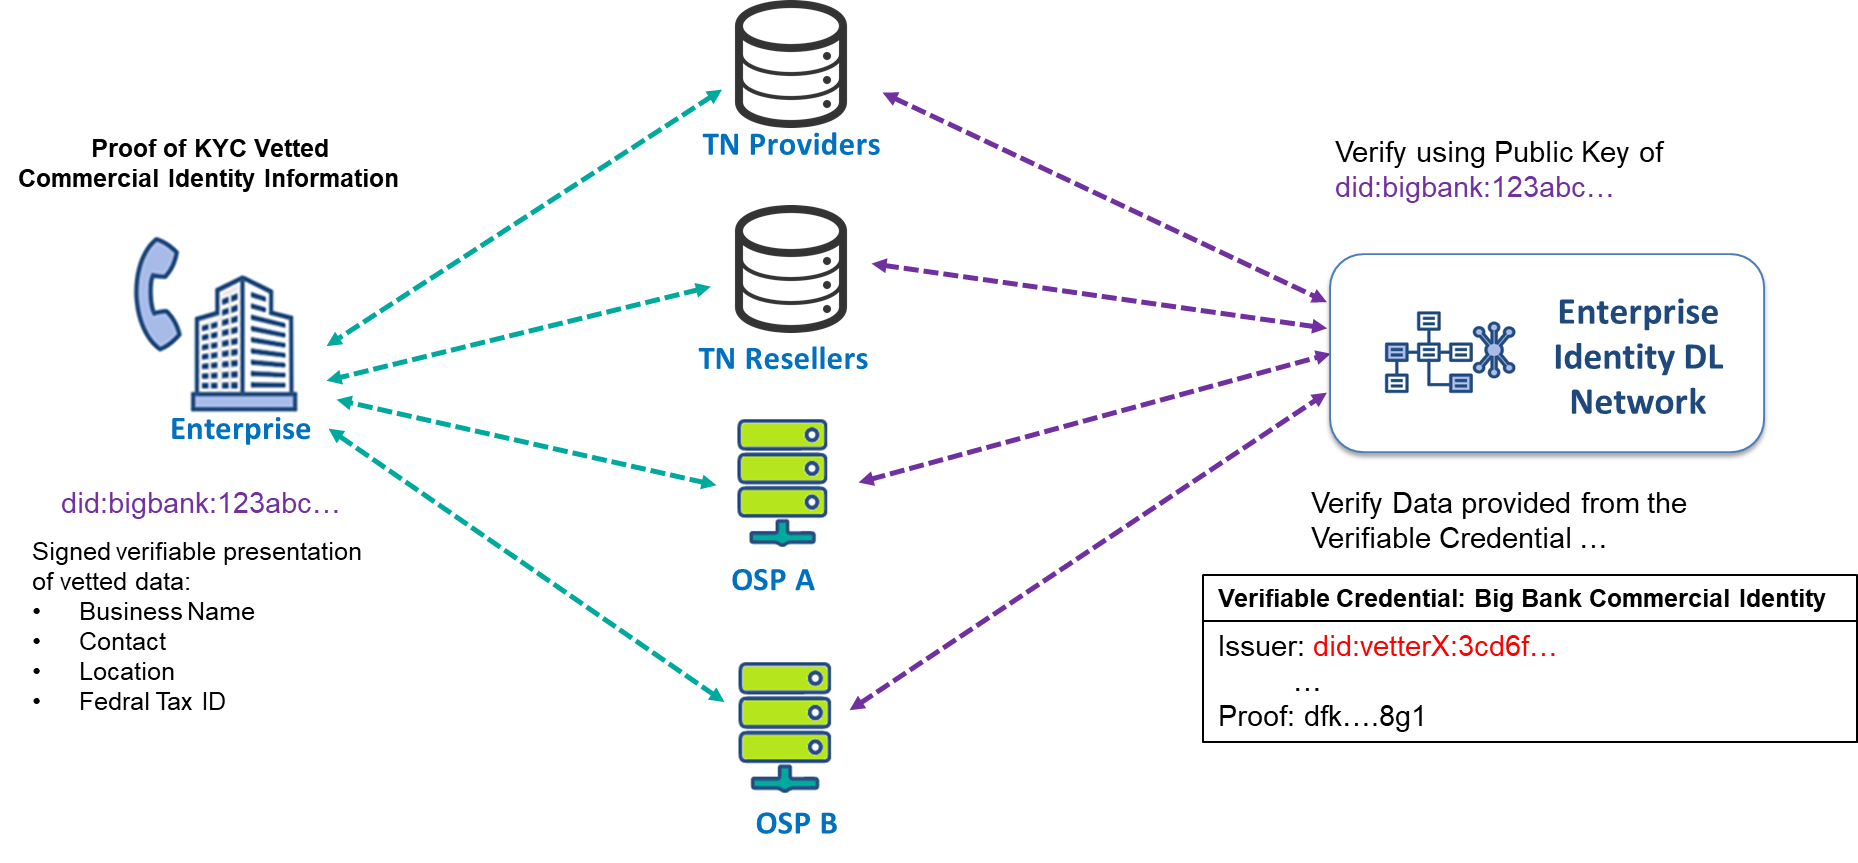 Proof of KYC Vetted
Commercial Identity Information
Enterprise
did:bigbank:123abc…
Signed verifiable presentation
of vetted data:
• Business Name
• Contact
• Location
• Fedral Tax ID
TN Providers
TN Resellers
OSP A
OSP B
Verify using Public Key of
did:bigbank:123abc…
Enterprise
Identity DL
Network
Verify Data provided from the
Verifiable Credential …
Verifiable Credential: Big Bank Commercial Identity
Issuer: did:vetterX:3cd6f…
…
Proof: dfk….8g1